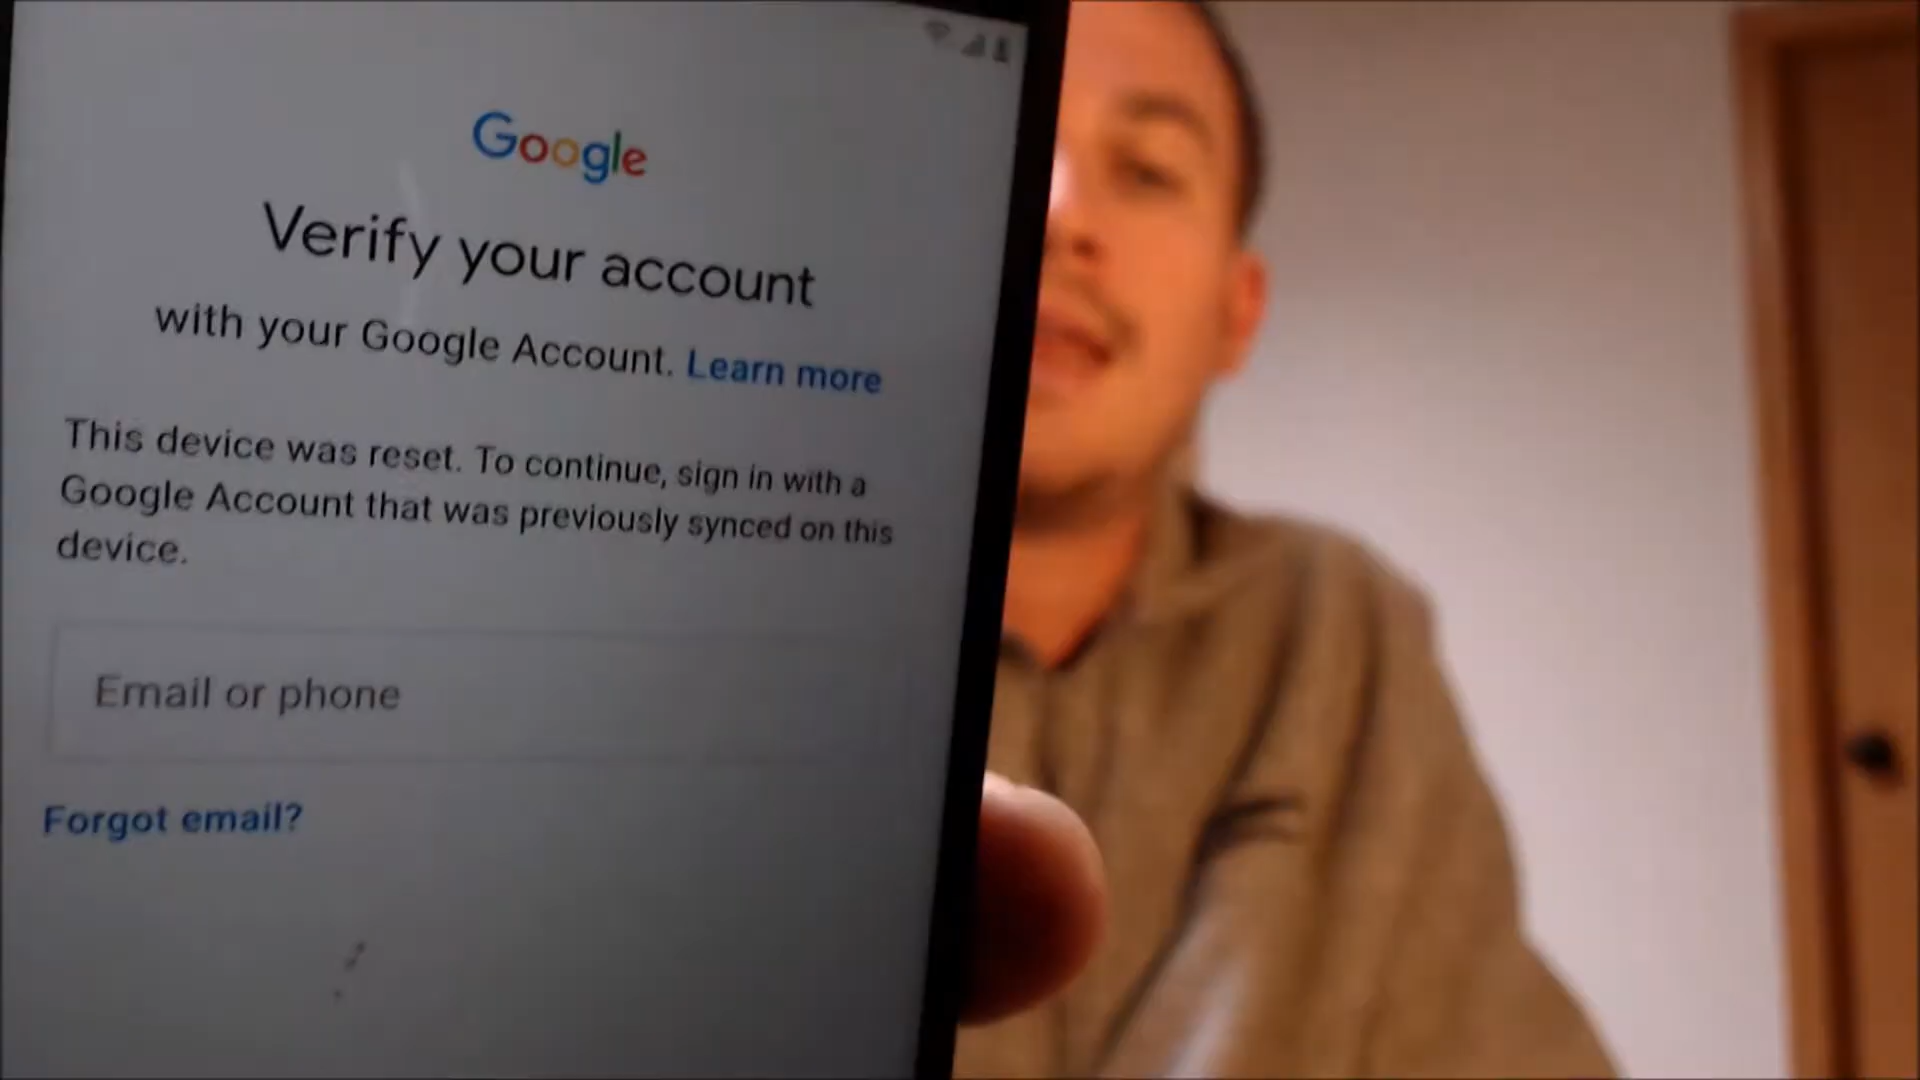 Google
Verify your account
with your Google Account. Learn more
This device was reset. To continue, sign in with a
Google Account that was previously synced on this
device.
Email or phone
Forgot email?